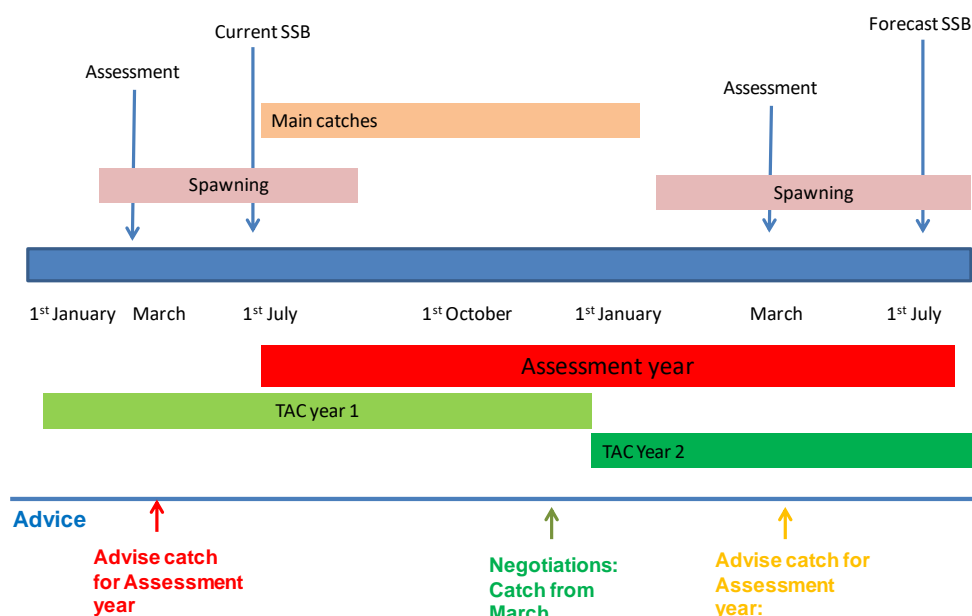 Current SSB
Forecast SSB
Assessment
Assessment
Main catches
Spawning
Spawning
1st January March 1st July 1st October 1st January March 1st July
Assessment year
TAC year 1
TAC Year 2
Advice
Advise catch
for Assessment
year
Negotiations:
Catch from
March
Advise catch for
Assessment
year: